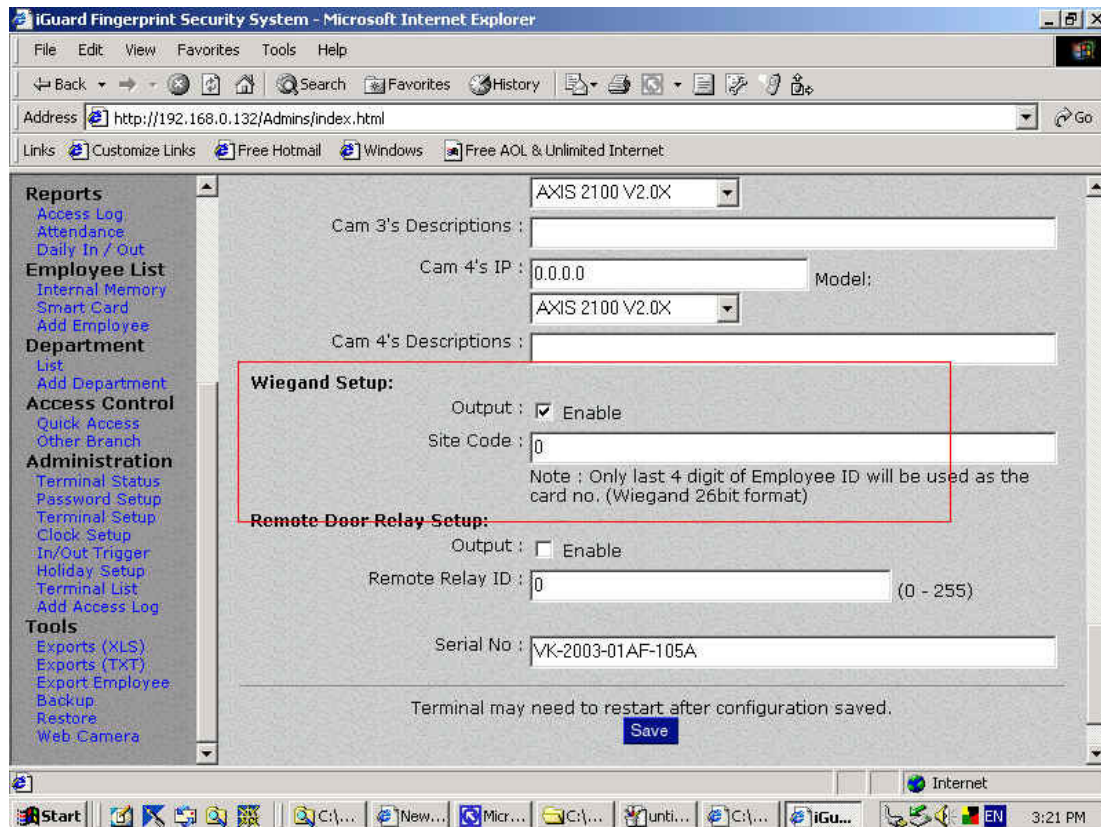 iGuard Fingerprint Security System - Microsoft Internet Explorer
File Edit View Favorites Tools Help
Back Search Favorites History
Address http://192.168.0.132/Admins/index.html Go
Links Customize Links Free Hotmail Windows Free AOL & Unlimited Internet
Reports
Access Log
Attendance
Daily In / Out
Employee List
Internal Memory
Smart Card
Add Employee
Department
List
Add Department
Access Control
Quick Access
Other Branch
Administration
Terminal Status
Password Setup
Terminal Setup
Clock Setup
In/Out Trigger
Holiday Setup
Terminal List
Add Access Log
Tools
Exports (XLS)
Exports (TXT)
Export Employee
Backup
Restore
Web Camera
AXIS 2100 V2.0X
Cam 3's Descriptions :
Cam 4's IP : 0.0.0.0 Model:
AXIS 2100 V2.0X
Cam 4's Descriptions :
Wiegand Setup:
Output : Enable
Site Code : 0
Note : Only last 4 digit of Employee ID will be used as the
card no. (Wiegand 26bit format)
Remote Door Relay Setup:
Output : Enable
Remote Relay ID : 0 (0 - 255)
Serial No : VK-2003-01AF-105A
Terminal may need to restart after configuration saved.
Save
Internet
Start C:\... New... Micr... C:\... unti... C:\... iGu... EN 3:21 PM